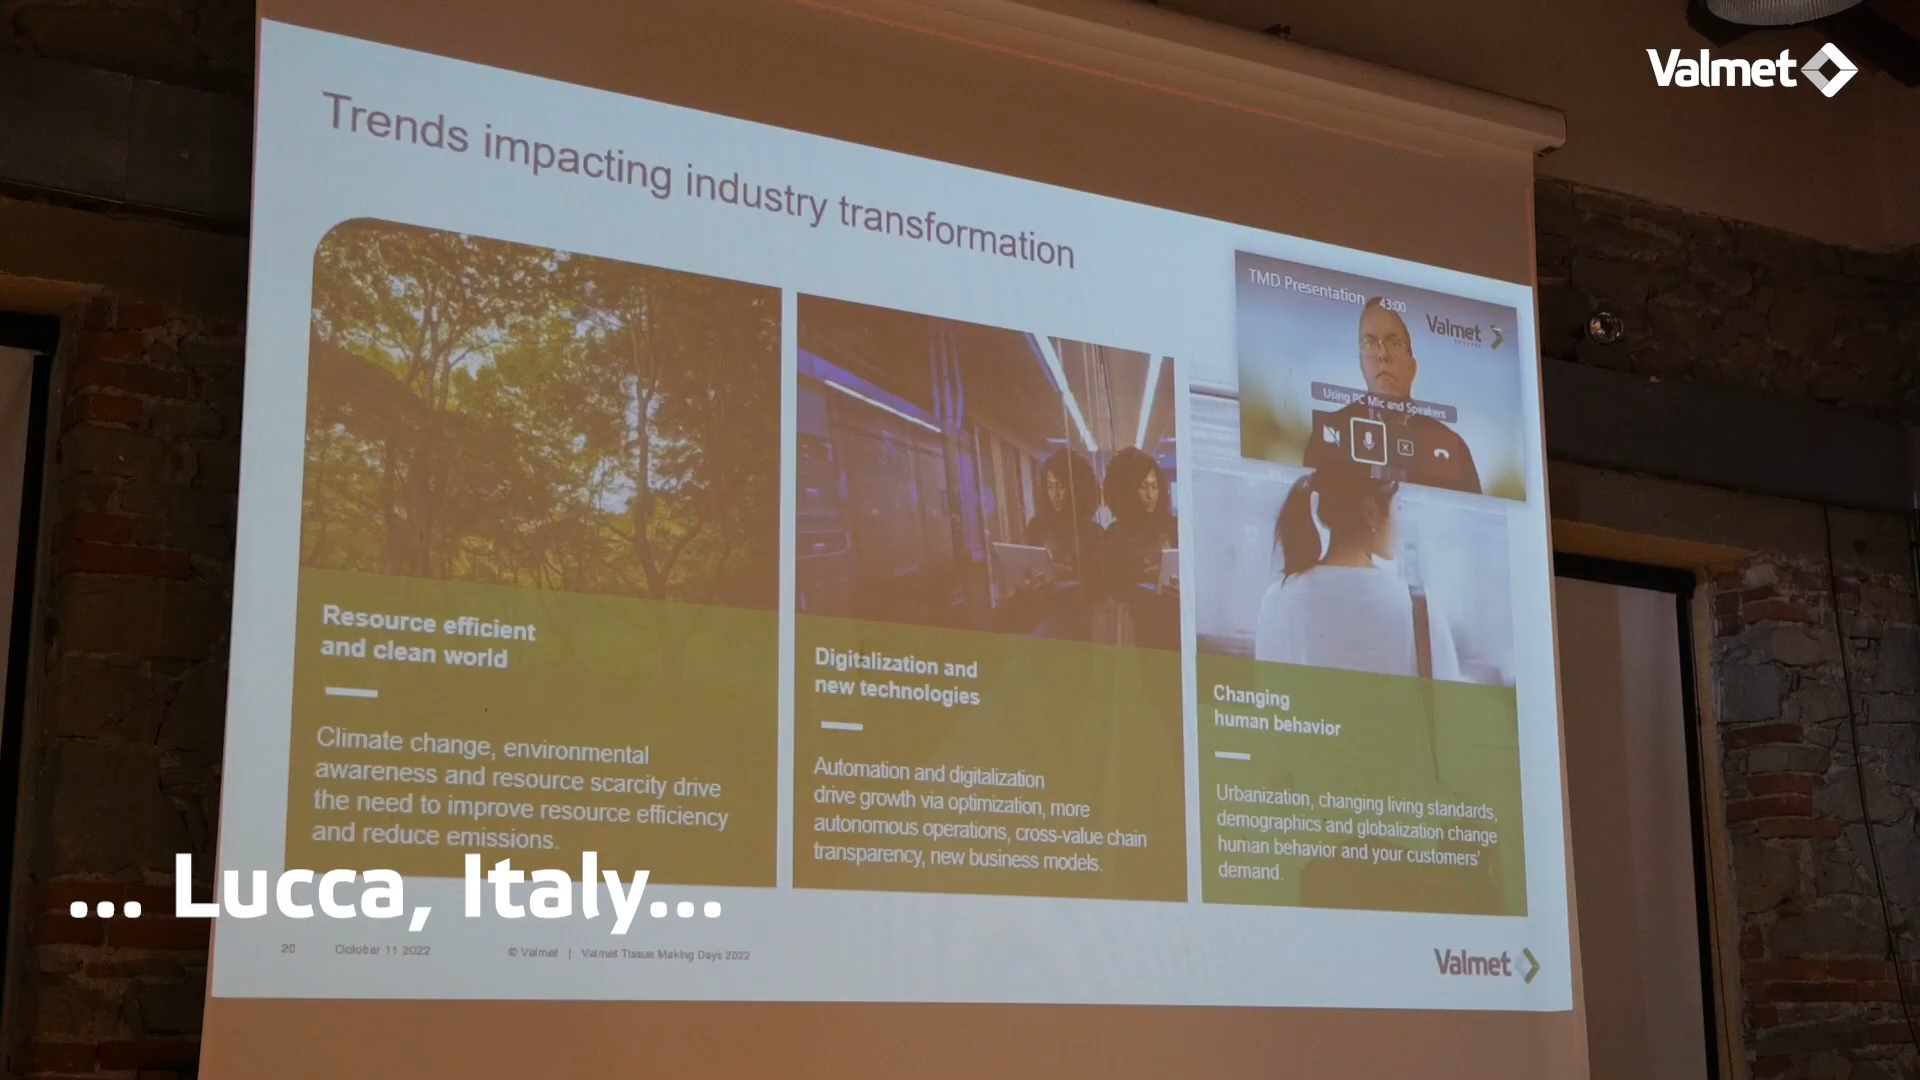 Valmet
Trends impacting industry transformation
TMD Presentation 43:00
Valmet
Using PC Mic and Speakers
Resource efficient
and clean world
Climate change, environmental
awareness and resource scarcity drive
the need to improve resource efficiency
and reduce emissions.
Digitalization and
new technologies
Automation and digitalization
drive growth via optimization, more
autonomous operations, cross-value chain
transparency, new business models.
Changing
human behavior
Urbanization, changing living standards,
demographics and globalization change
human behavior and your customers'
demand.
... Lucca, Italy...
20 October 11 2022 © Valmet | Valmet Tissue Making Days 2022
Valmet